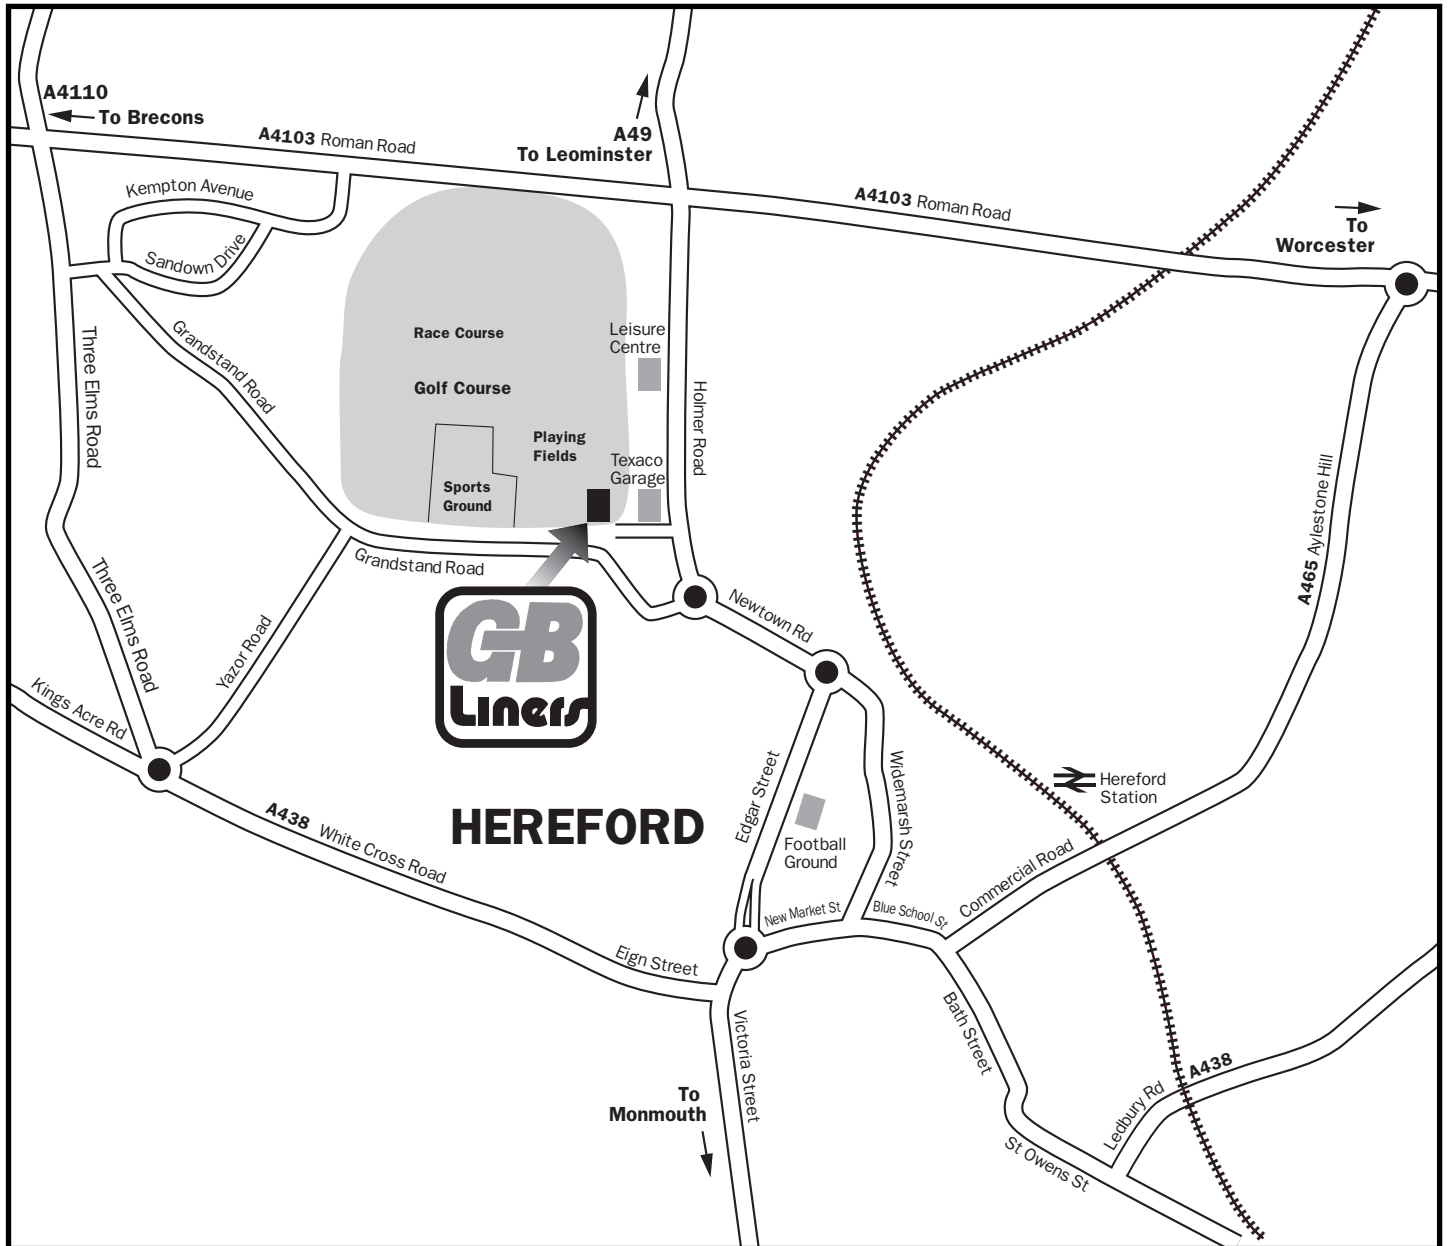 A4110
To Brecons
A4103 Roman Road
A49
To Leominster
Kempton Avenue
A4103 Roman Road
To
Worcester
Sandown Drive
Three Elms Road
Grandstand Road
Race Course
Leisure
Centre
Golf Course
Holmer Road
Playing
Fields
Texaco
Garage
Sports
Ground
A465 Aylestone Hill
Grandstand Road
Three Elms Road
Yazor Road
Newtown Rd
GB
Liners
Kings Acre Rd
A438 White Cross Road
HEREFORD
Edgar Street
Widemarsh Street
Hereford
Station
Football
Ground
Commercial Road
New Market St
Blue School St
Eign Street
Victoria Street
Bath Street
To
Monmouth
Ledbury Rd
A438
St Owens St